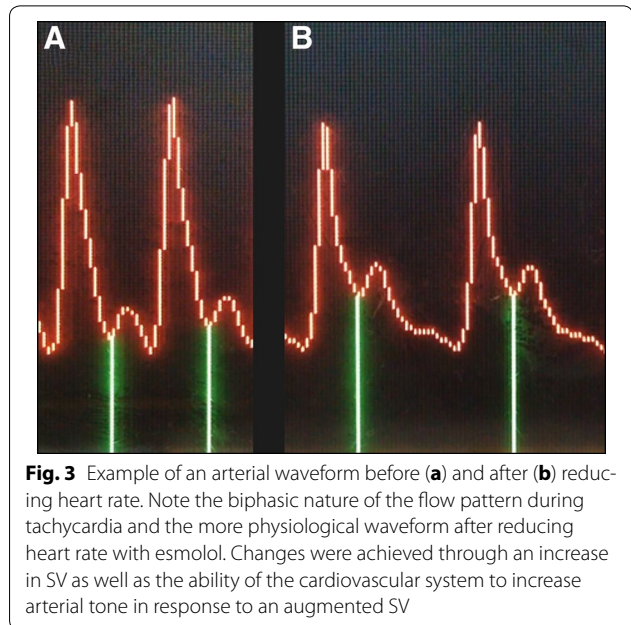 A
B
Fig. 3 Example of an arterial waveform before (a) and after (b) reduc-
ing heart rate. Note the biphasic nature of the flow pattern during
tachycardia and the more physiological waveform after reducing
heart rate with esmolol. Changes were achieved through an increase
in SV as well as the ability of the cardiovascular system to increase
arterial tone in response to an augmented SV